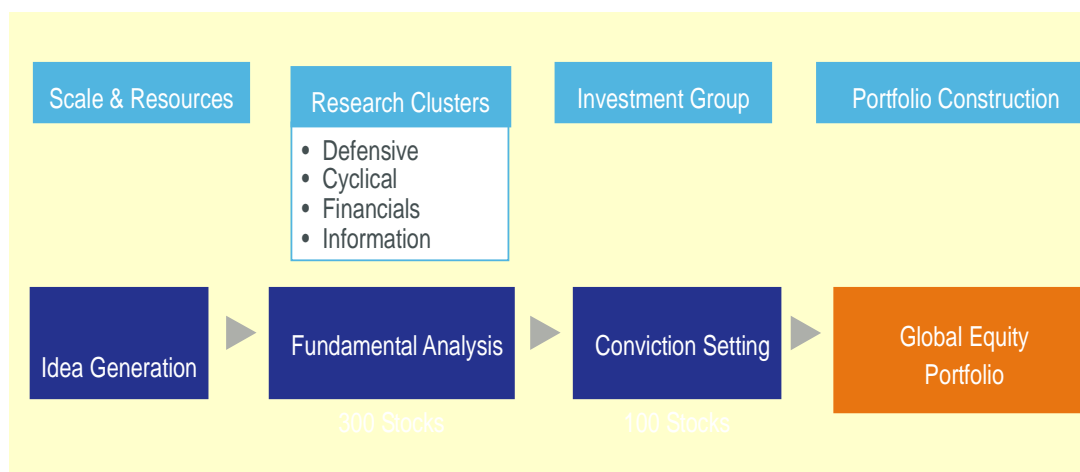 Scale & Resources
Research Clusters
Investment Group
Portfolio Construction
• Defensive
• Cyclical
• Financials
• Information
Idea Generation
Fundamental Analysis
Conviction Setting
Global Equity
Portfolio
300 Stocks
100 Stocks